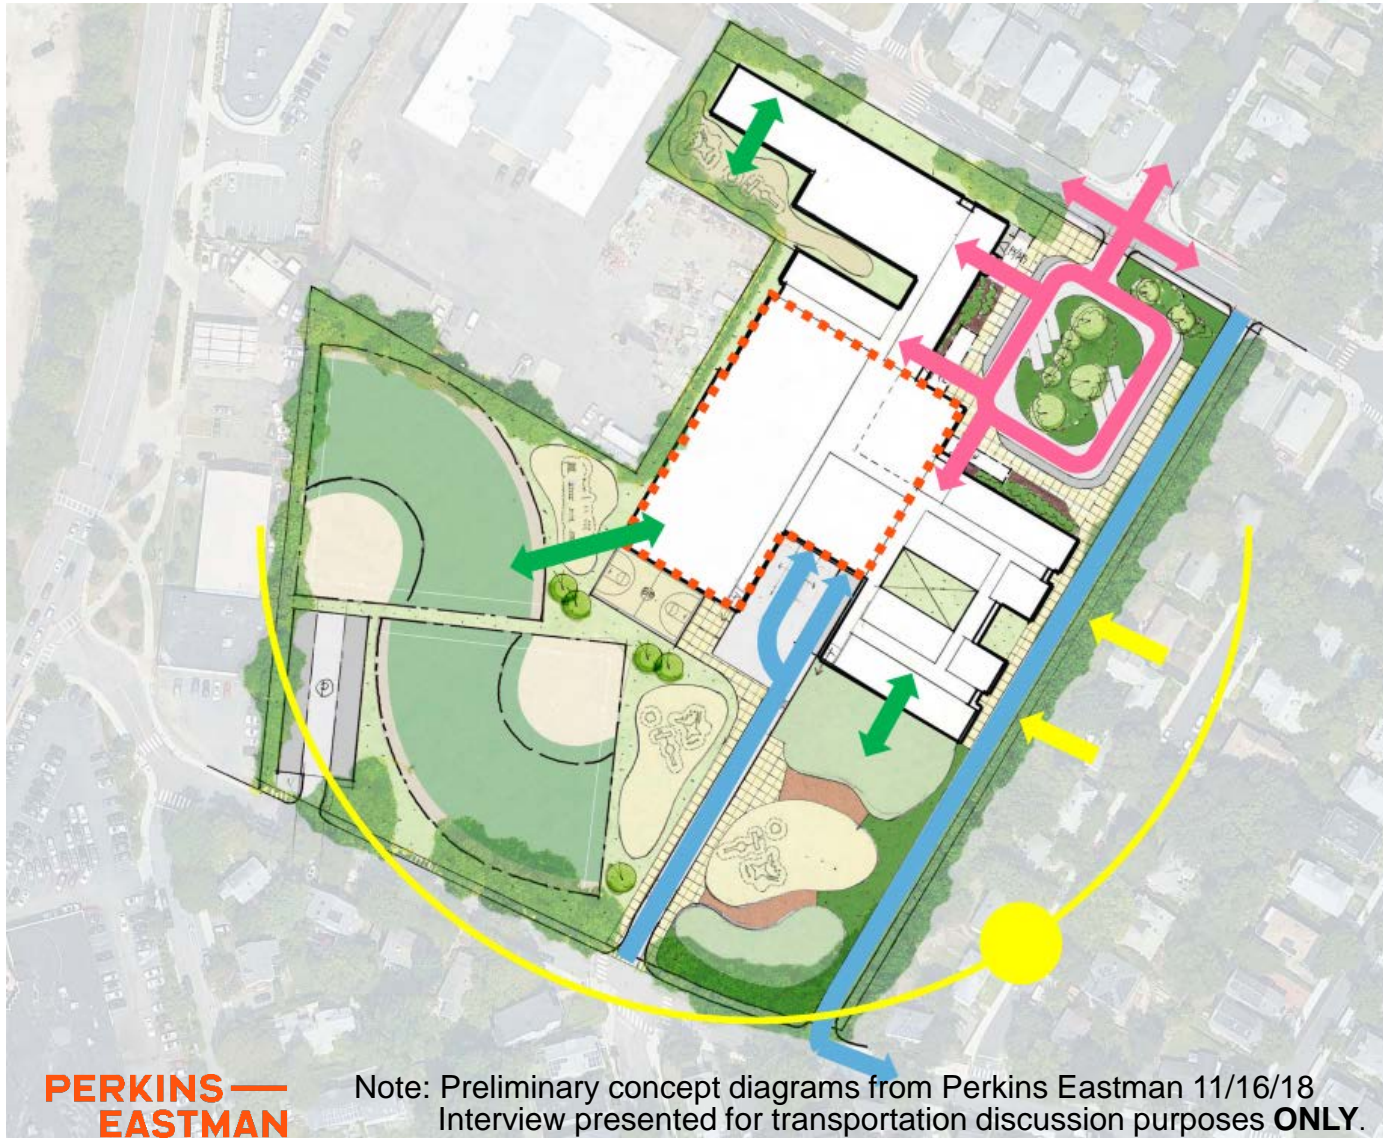 PERKINS
EASTMAN
Note: Preliminary concept diagrams from Perkins Eastman 11/16/18
Interview presented for transportation discussion purposes ONLY.